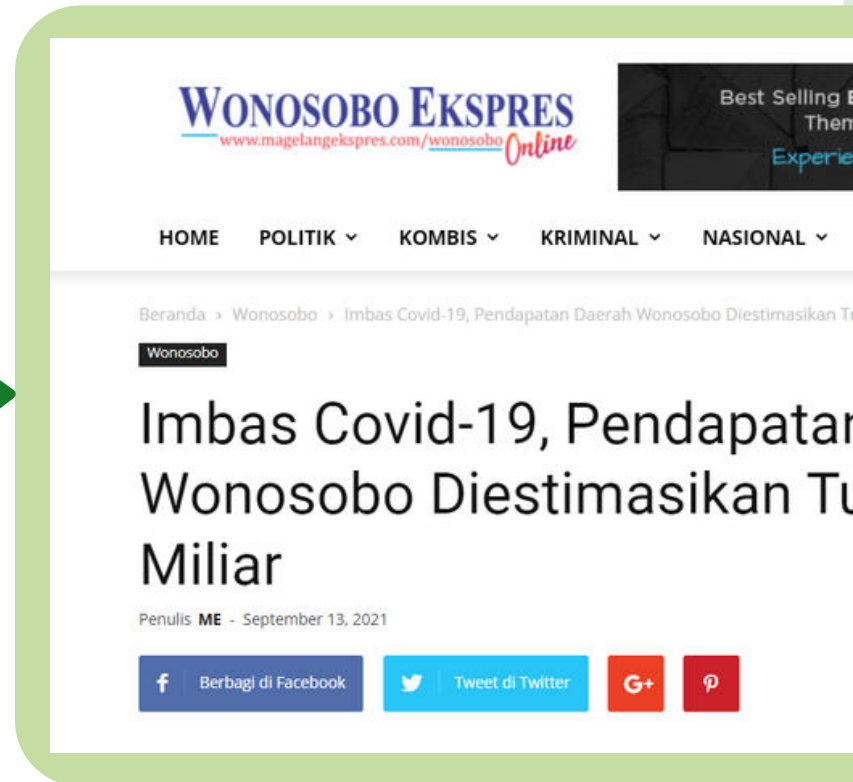 WONOSOBO EKSPRES
www.magelangekspres.com/wonosobo Online
Best Selling
Experie
HOME POLITIK KOMBIS KRIMINAL NASIONAL
Beranda › Wonosobo › Imbas Covid-19, Pendapatan Daerah Wonosobo Diestimasikan
Wonosobo
Imbas Covid-19, Pendapatan
Wonosobo Diestimasikan Tu
Miliar
Penulis ME - September 13, 2021
f Berbagi di Facebook Tweet di Twitter G+